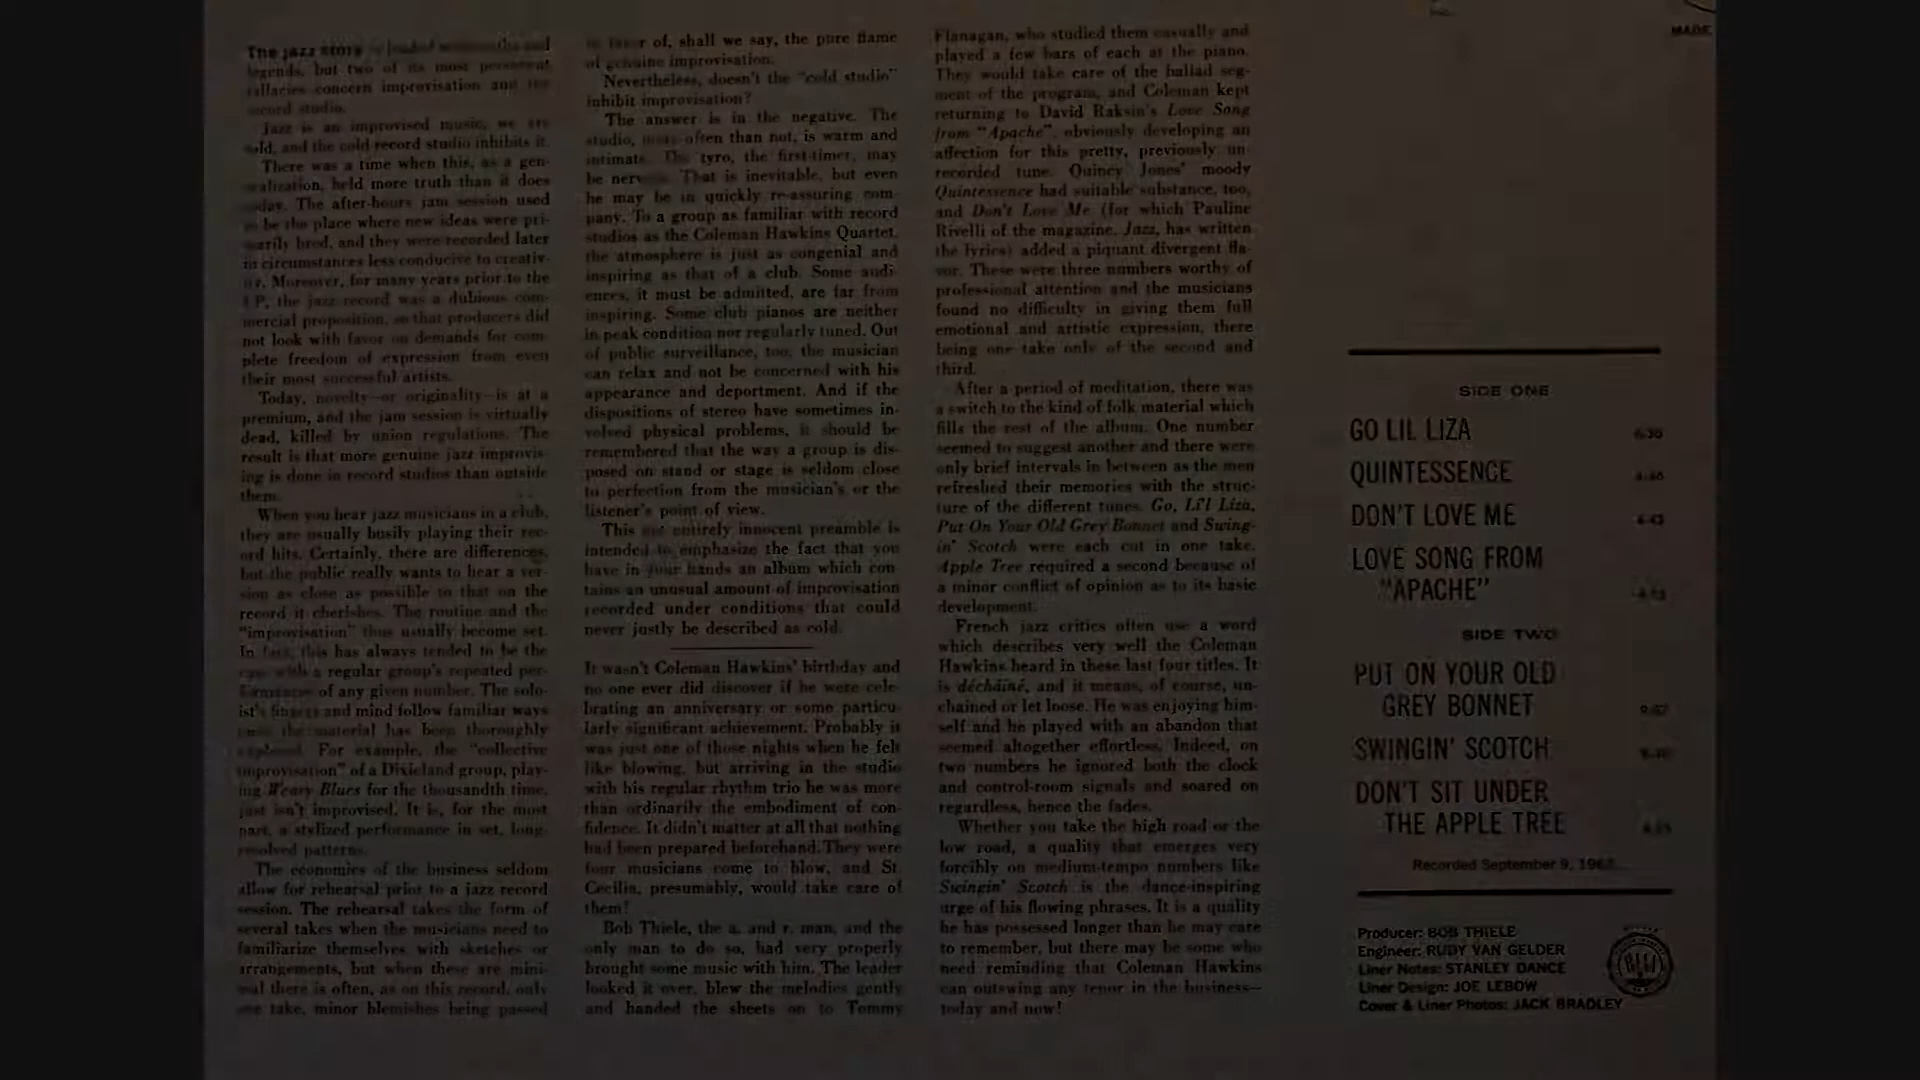 The jazz story is loaded with myths and
legends, but two of its most persistent
fallacies concern improvisation and the
record studio.
Jazz is an improvised music, we are
told, and the cold record studio inhibits it.
There was a time when this, as a gen-
eralization, held more truth than it does
today. The after-hours jam session used
to be the place where new ideas were pri-
marily bred, and they were recorded later
in circumstances less conducive to creativ-
ity. Moreover, for many years prior to the
LP, the jazz record was a dubious com-
mercial proposition, so that producers did
not look with favor on demands for com-
plete freedom of expression from even
their most successful artists.
Today, novelty—or originality—is at a
premium, and the jam session is virtually
dead, killed by union regulations. The
result is that more genuine jazz improvis-
ing is done in record studios than outside
them.
When you hear jazz musicians in a club,
they are usually busily playing their rec-
ord hits. Certainly, there are differences,
but the public really wants to hear a ver-
sion as close as possible to that on the
record it cherishes. The routine and the
"improvisation" thus usually become set.
In fact, this has always tended to be the
case with a regular group's repeated per-
formances of any given number. The solo-
ist's fingers and mind follow familiar ways
once the material has been thoroughly
explored. For example, the "collective
improvisation" of a Dixieland group, play-
ing Weary Blues for the thousandth time,
just isn't improvised. It is, for the most
part, a stylized performance in set, long-
resolved patterns.
The economics of the business seldom
allow for rehearsal prior to a jazz record
session. The rehearsal takes the form of
several takes when the musicians need to
familiarize themselves with sketches or
arrangements, but when these are mini-
mal there is often, as on this record, only
one take, minor blemishes being passed
in favor of, shall we say, the pure flame
of genuine improvisation.
Nevertheless, doesn't the "cold studio"
inhibit improvisation?
The answer is in the negative. The
studio, more often than not, is warm and
intimate. The tyro, the first-timer, may
be nervous. That is inevitable, but even
he may be in quickly re-assuring com-
pany. To a group as familiar with record
studios as the Coleman Hawkins Quartet,
the atmosphere is just as congenial and
inspiring as that of a club. Some audi-
ences, it must be admitted, are far from
inspiring. Some club pianos are neither
in peak condition nor regularly tuned. Out
of public surveillance, too, the musician
can relax and not be concerned with his
appearance and deportment. And if the
dispositions of stereo have sometimes in-
volved physical problems, it should be
remembered that the way a group is dis-
posed on stand or stage is seldom close
to perfection from the musician's or the
listener's point of view.
This not entirely innocent preamble is
intended to emphasize the fact that you
have in your hands an album which con-
tains an unusual amount of improvisation
recorded under conditions that could
never justly be described as cold.
It wasn't Coleman Hawkins' birthday and
no one ever did discover if he were cele-
brating an anniversary or some particu-
larly significant achievement. Probably it
was just one of those nights when he felt
like blowing, but arriving in the studio
with his regular rhythm trio he was more
than ordinarily the embodiment of con-
fidence. It didn't matter at all that nothing
had been prepared beforehand. They were
four musicians come to blow, and St.
Cecilia, presumably, would take care of
them!
Bob Thiele, the a. and r. man, and the
only man to do so, had very properly
brought some music with him. The leader
looked it over, blew the melodies gently
and handed the sheets on to Tommy
Flanagan, who studied them casually and
played a few bars of each at the piano.
They would take care of the ballad seg-
ment of the program, and Coleman kept
returning to David Raksin's Love Song
from "Apache", obviously developing an
affection for this pretty, previously un-
recorded tune. Quincy Jones' moody
Quintessence had suitable substance, too,
and Don't Love Me (for which Pauline
Rivelli of the magazine, Jazz, has written
the lyrics) added a piquant divergent fla-
vor. These were three numbers worthy of
professional attention and the musicians
found no difficulty in giving them full
emotional and artistic expression, there
being one take only of the second and
third.
After a period of meditation, there was
a switch to the kind of folk material which
fills the rest of the album. One number
seemed to suggest another and there were
only brief intervals in between as the men
refreshed their memories with the struc-
ture of the different tunes. Go, Li'l Liza,
Put On Your Old Grey Bonnet and Swing-
in' Scotch were each cut in one take.
Apple Tree required a second because of
a minor conflict of opinion as to its basic
development.
French jazz critics often use a word
which describes very well the Coleman
Hawkins heard in these last four titles. It
is déchaîné, and it means, of course, un-
chained or let loose. He was enjoying him-
self and he played with an abandon that
seemed altogether effortless. Indeed, on
two numbers he ignored both the clock
and control-room signals and soared on
regardless, hence the fades.
Whether you take the high road or the
low road, a quality that emerges very
forcibly on medium-tempo numbers like
Swingin' Scotch is the dance-inspiring
urge of his flowing phrases. It is a quality
he has possessed longer than he may care
to remember, but there may be some who
need reminding that Coleman Hawkins
can outswing any tenor in the business—
today and now!
MADE
SIDE ONE
GO LIL LIZA
QUINTESSENCE
DON'T LOVE ME
LOVE SONG FROM
"APACHE"
SIDE TWO
PUT ON YOUR OLD
GREY BONNET
SWINGIN' SCOTCH
DON'T SIT UNDER
THE APPLE TREE
Recorded September 9, 1962
Producer: BOB THIELE
Engineer: RUDY VAN GELDER
Liner Notes: STANLEY DANCE
Liner Design: JOE LEBOW
Cover & Liner Photos: JACK BRADLEY